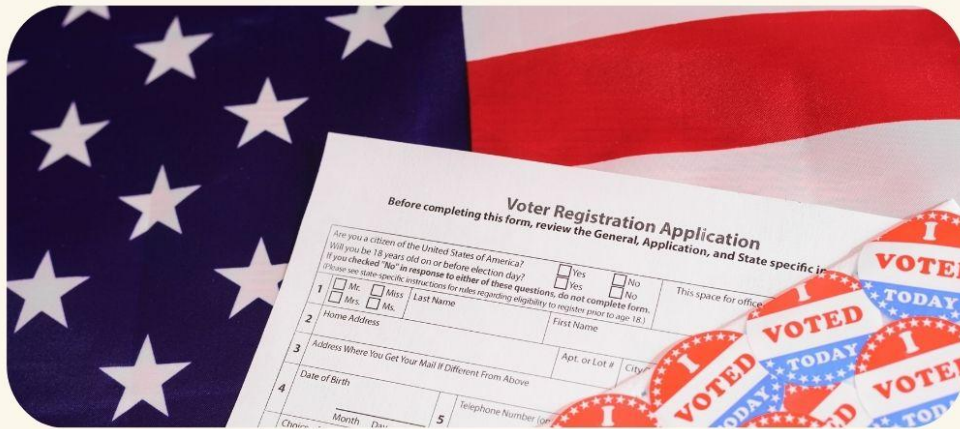 Voter Registration Application
Before completing this form, review the General, Application, and State specific in
Are you a citizen of the United States of America?
Yes
No
Will you be 18 years old on or before election day?
Yes
No
If you checked "No" in response to either of these questions, do not complete form.
(Please see state-specific instructions for rules regarding eligibility to register prior to age 18.)
This space for office
1
Mr.
Miss
Mrs.
Ms.
Last Name
First Name
2
Home Address
Apt. or Lot #
City/
3
Address Where You Get Your Mail If Different From Above
4
Date of Birth
Month
5
Telephone Number
I
VOTED
TODAY
I
VOTED
TODAY
I
VOTED
I
VOTE
TOD
I